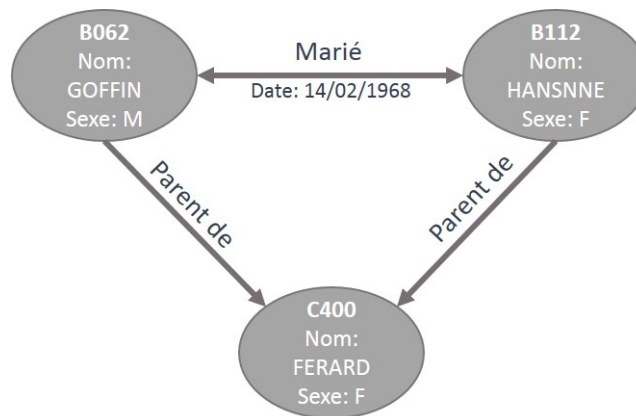 B062
Nom:
GOFFIN
Sexe: M
Marié
Date: 14/02/1968
B112
Nom:
HANSNNE
Sexe: F
Parent de
Parent de
C400
Nom:
FERARD
Sexe: F